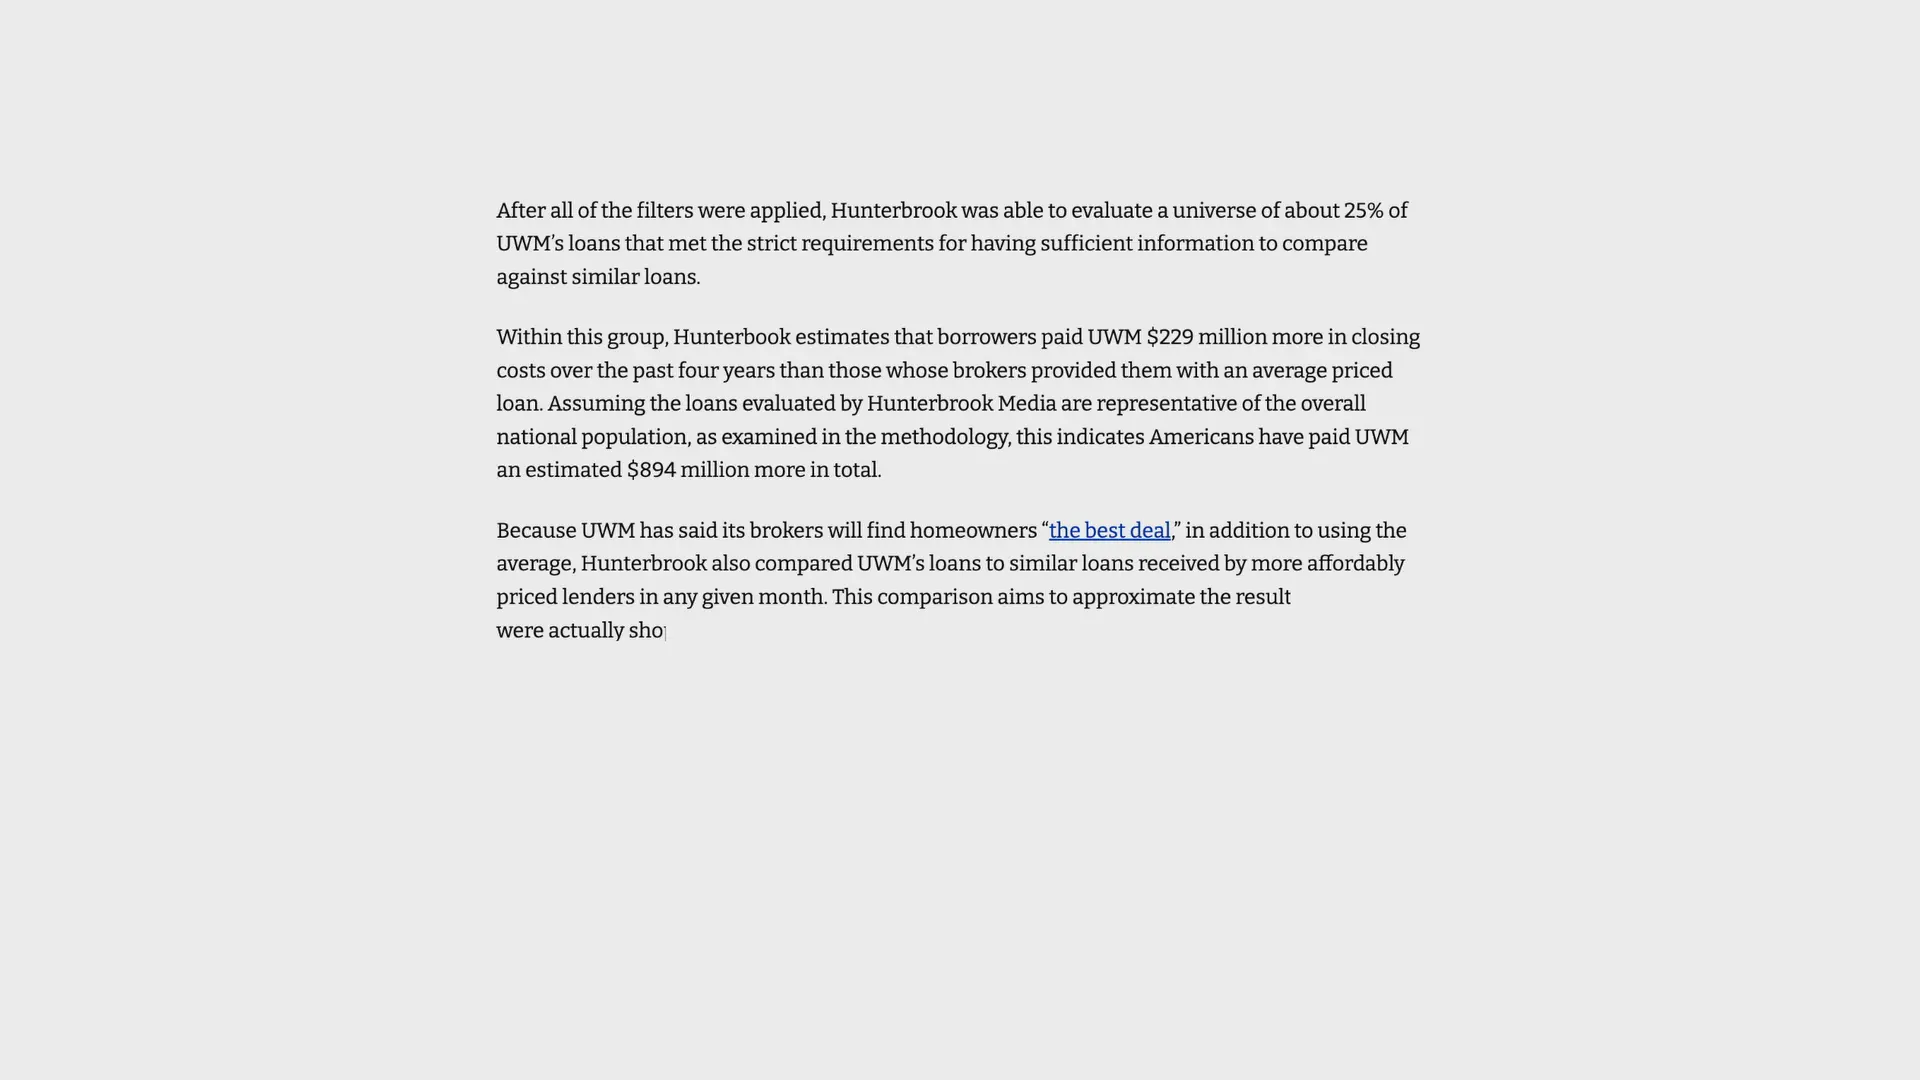 After all of the filters were applied, Hunterbrook was able to evaluate a universe of about 25% of
UWM’s loans that met the strict requirements for having sufficient information to compare
against similar loans.
Within this group, Hunterbook estimates that borrowers paid UWM $229 million more in closing
costs over the past four years than those whose brokers provided them with an average priced
loan. Assuming the loans evaluated by Hunterbrook Media are representative of the overall
national population, as examined in the methodology, this indicates Americans have paid UWM
an estimated $894 million more in total.
Because UWM has said its brokers will find homeowners “the best deal,” in addition to using the
average, Hunterbrook also compared UWM’s loans to similar loans received by more affordably
priced lenders in any given month. This comparison aims to approximate the result
were actually